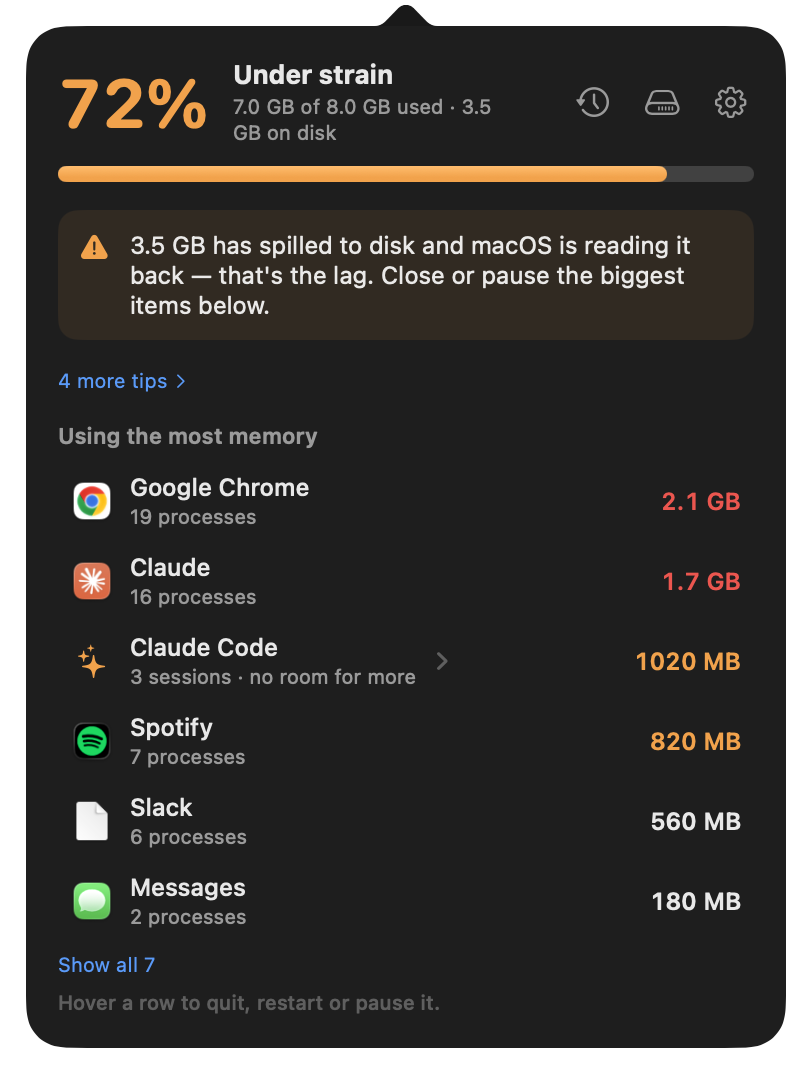 72%
Under strain
7.0 GB of 8.0 GB used · 3.5
GB on disk
3.5 GB has spilled to disk and macOS is reading it
back — that's the lag. Close or pause the biggest
items below.
4 more tips
Using the most memory
Google Chrome
19 processes
2.1 GB
Claude
16 processes
1.7 GB
Claude Code
3 sessions · no room for more
1020 MB
Spotify
7 processes
820 MB
Slack
6 processes
560 MB
Messages
2 processes
180 MB
Show all 7
Hover a row to quit, restart or pause it.